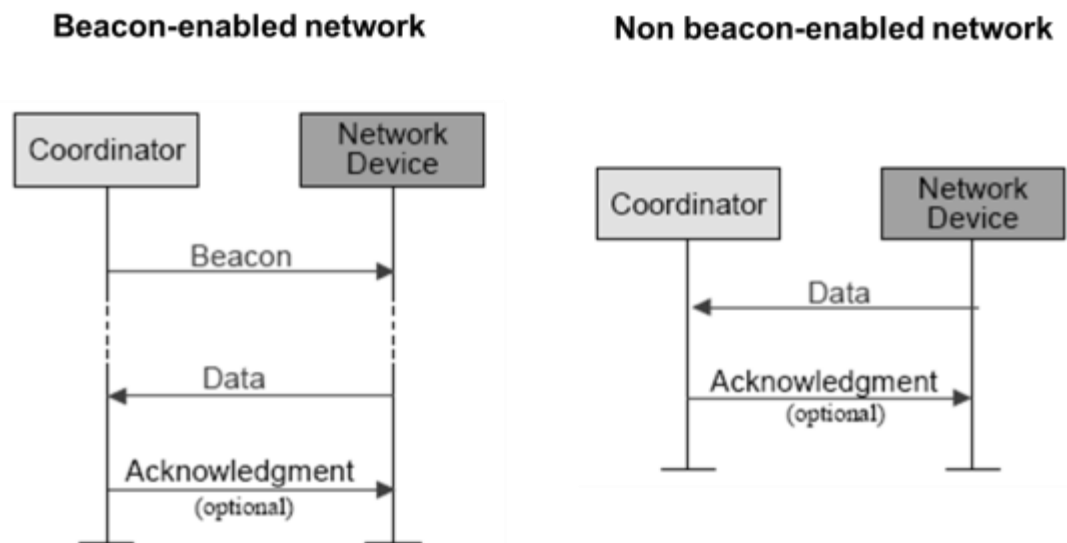 Beacon-enabled network
Coordinator
Network
Device
Beacon
Data
Acknowledgment
(optional)
Non beacon-enabled network
Coordinator
Network
Device
Data
Acknowledgment
(optional)